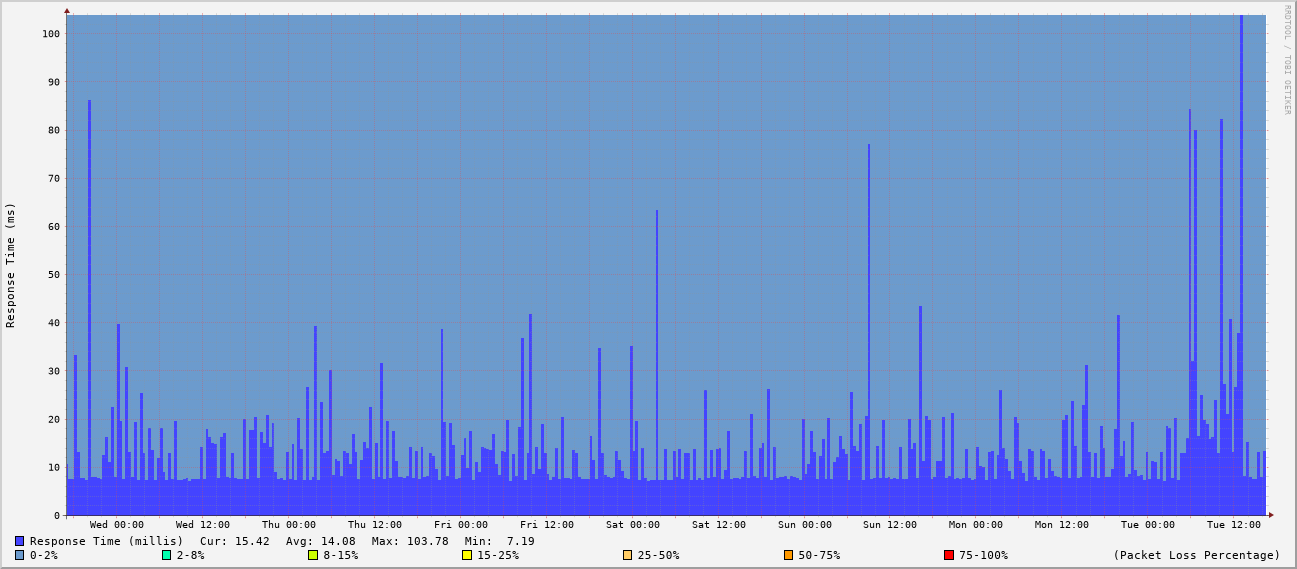 RRDTOOL / TOBI OETIKER
Response Time (ms)
100
90
80
70
60
50
40
30
20
10
0
Wed 00:00 Wed 12:00 Thu 00:00 Thu 12:00 Fri 00:00 Fri 12:00 Sat 00:00 Sat 12:00 Sun 00:00 Sun 12:00 Mon 00:00 Mon 12:00 Tue 00:00 Tue 12:00
Response Time (millis) Cur: 15.42 Avg: 14.08 Max: 103.78 Min: 7.19
0-2% 2-8% 8-15% 15-25% 25-50% 50-75% 75-100% (Packet Loss Percentage)